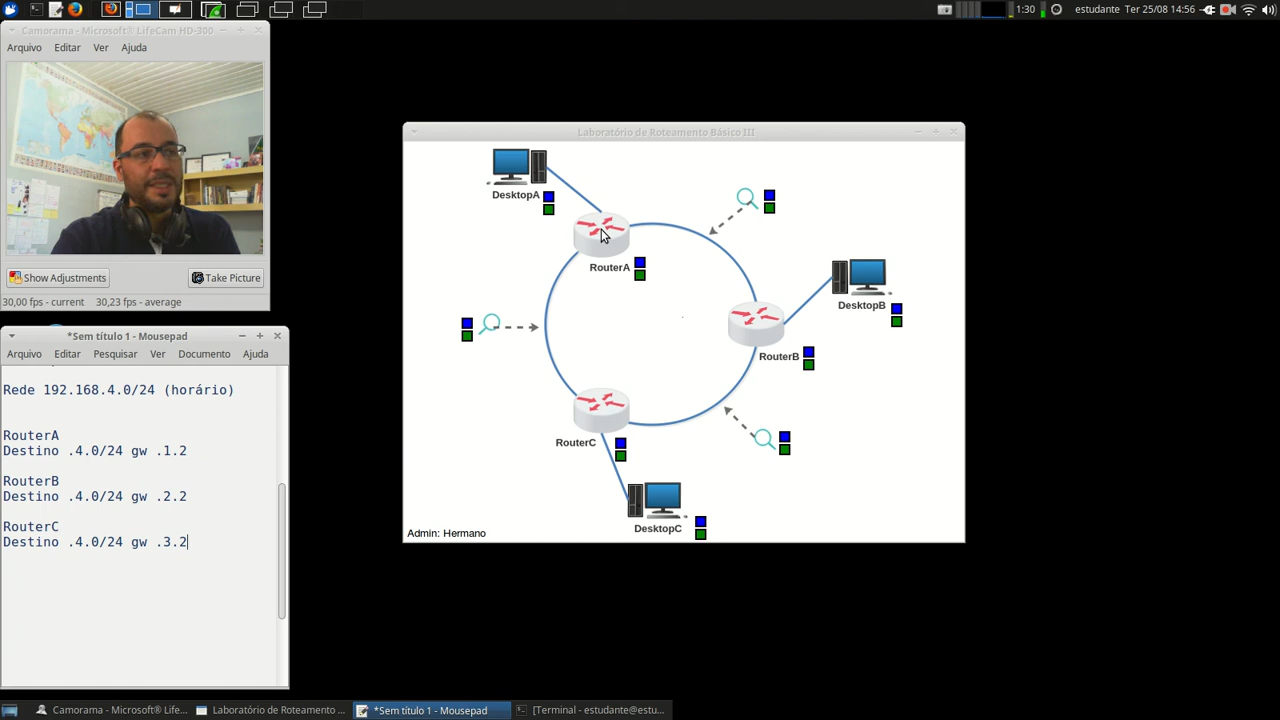 1:30
estudante
Ter 25/08 14:56
Camorama - Microsoft® LifeCam HD-300
Arquivo Editar Ver Ajuda
Show Adjustments
Take Picture
30,00 fps - current 30,23 fps - average
*Sem título 1 - Mousepad
Arquivo Editar Pesquisar Ver Documento Ajuda
Rede 192.168.4.0/24 (horário)
RouterA
Destino .4.0/24 gw .1.2
RouterB
Destino .4.0/24 gw .2.2
RouterC
Destino .4.0/24 gw .3.2
Laboratório de Roteamento Básico III
DesktopA
RouterA
DesktopB
RouterB
RouterC
DesktopC
Admin: Hermano
Camorama - Microsoft® Life...
Laboratório de Roteamento ...
*Sem título 1 - Mousepad
[Terminal - estudante@estu...